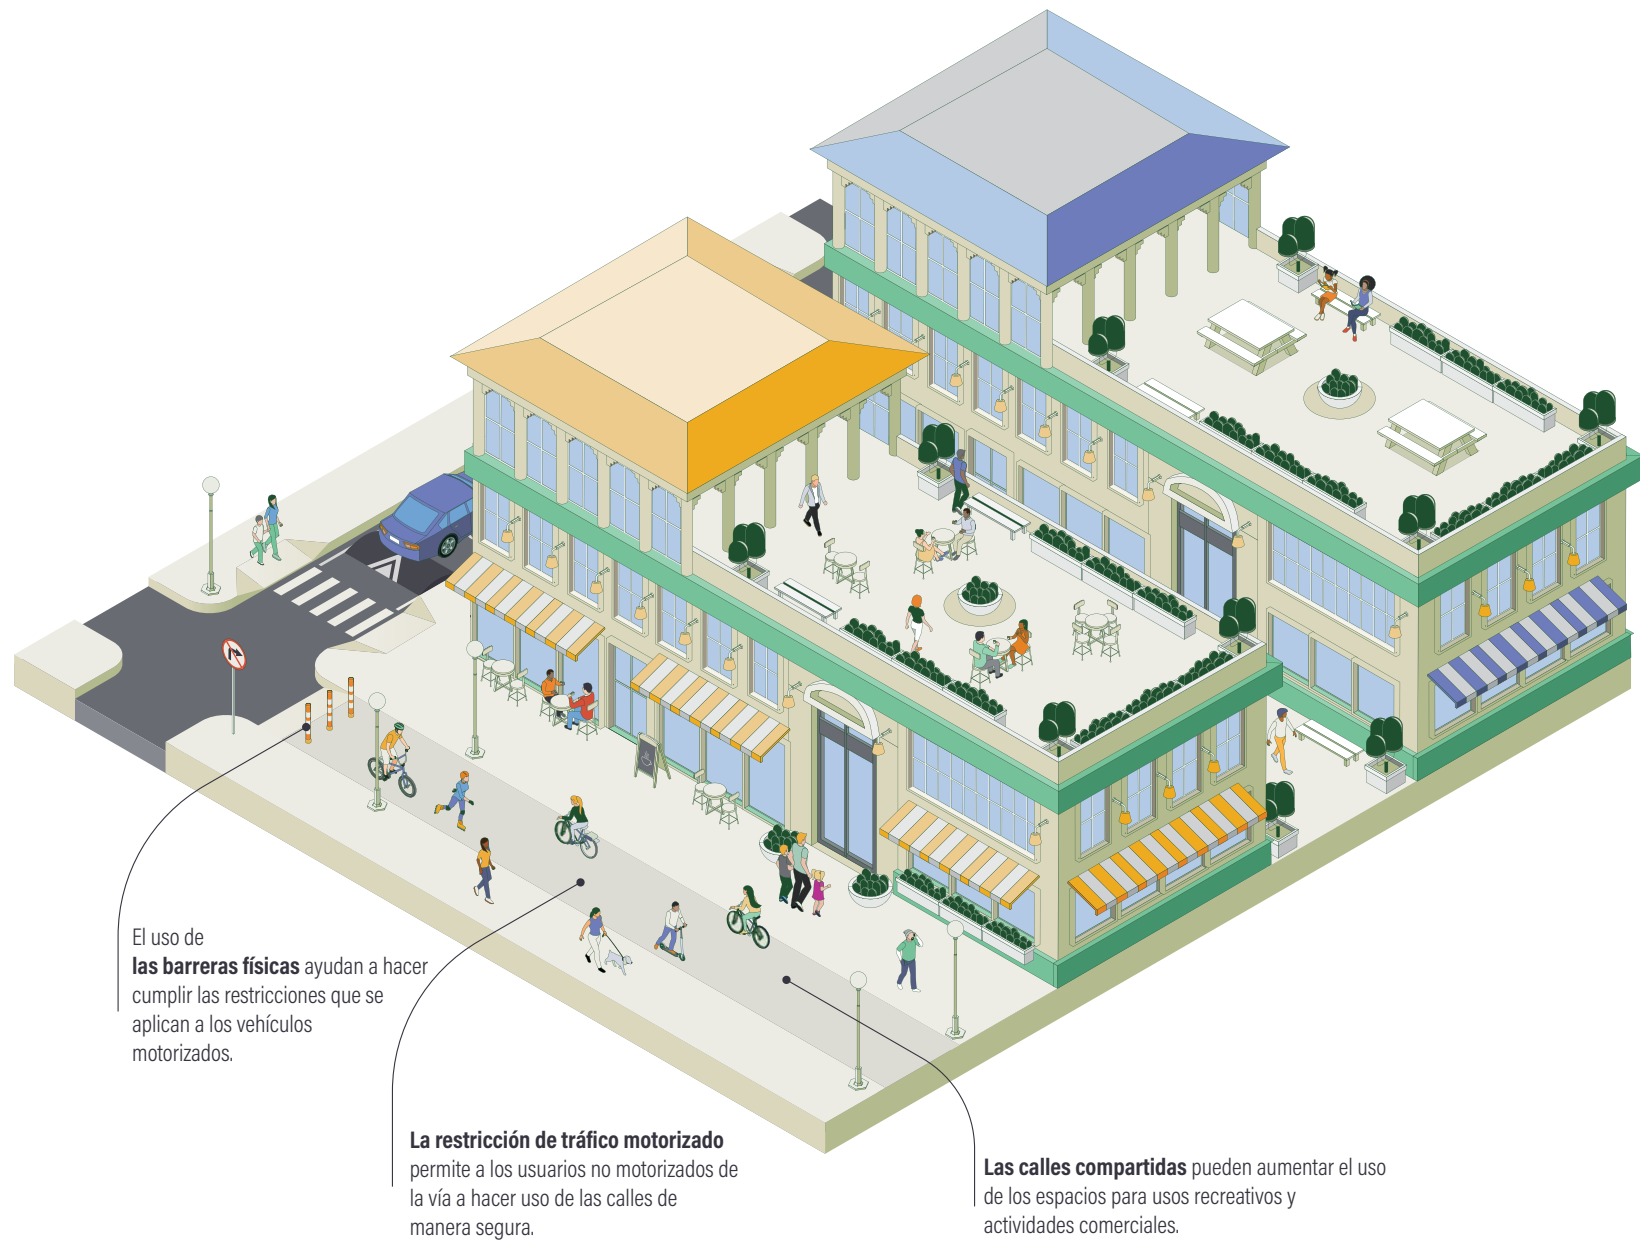 El uso de
las barreras físicas ayudan a hacer
cumplir las restricciones que se
aplican a los vehículos
motorizados.
La restricción de tráfico motorizado
permite a los usuarios no motorizados de
la vía a hacer uso de las calles de
manera segura.
Las calles compartidas pueden aumentar el uso
de los espacios para usos recreativos y
actividades comerciales.